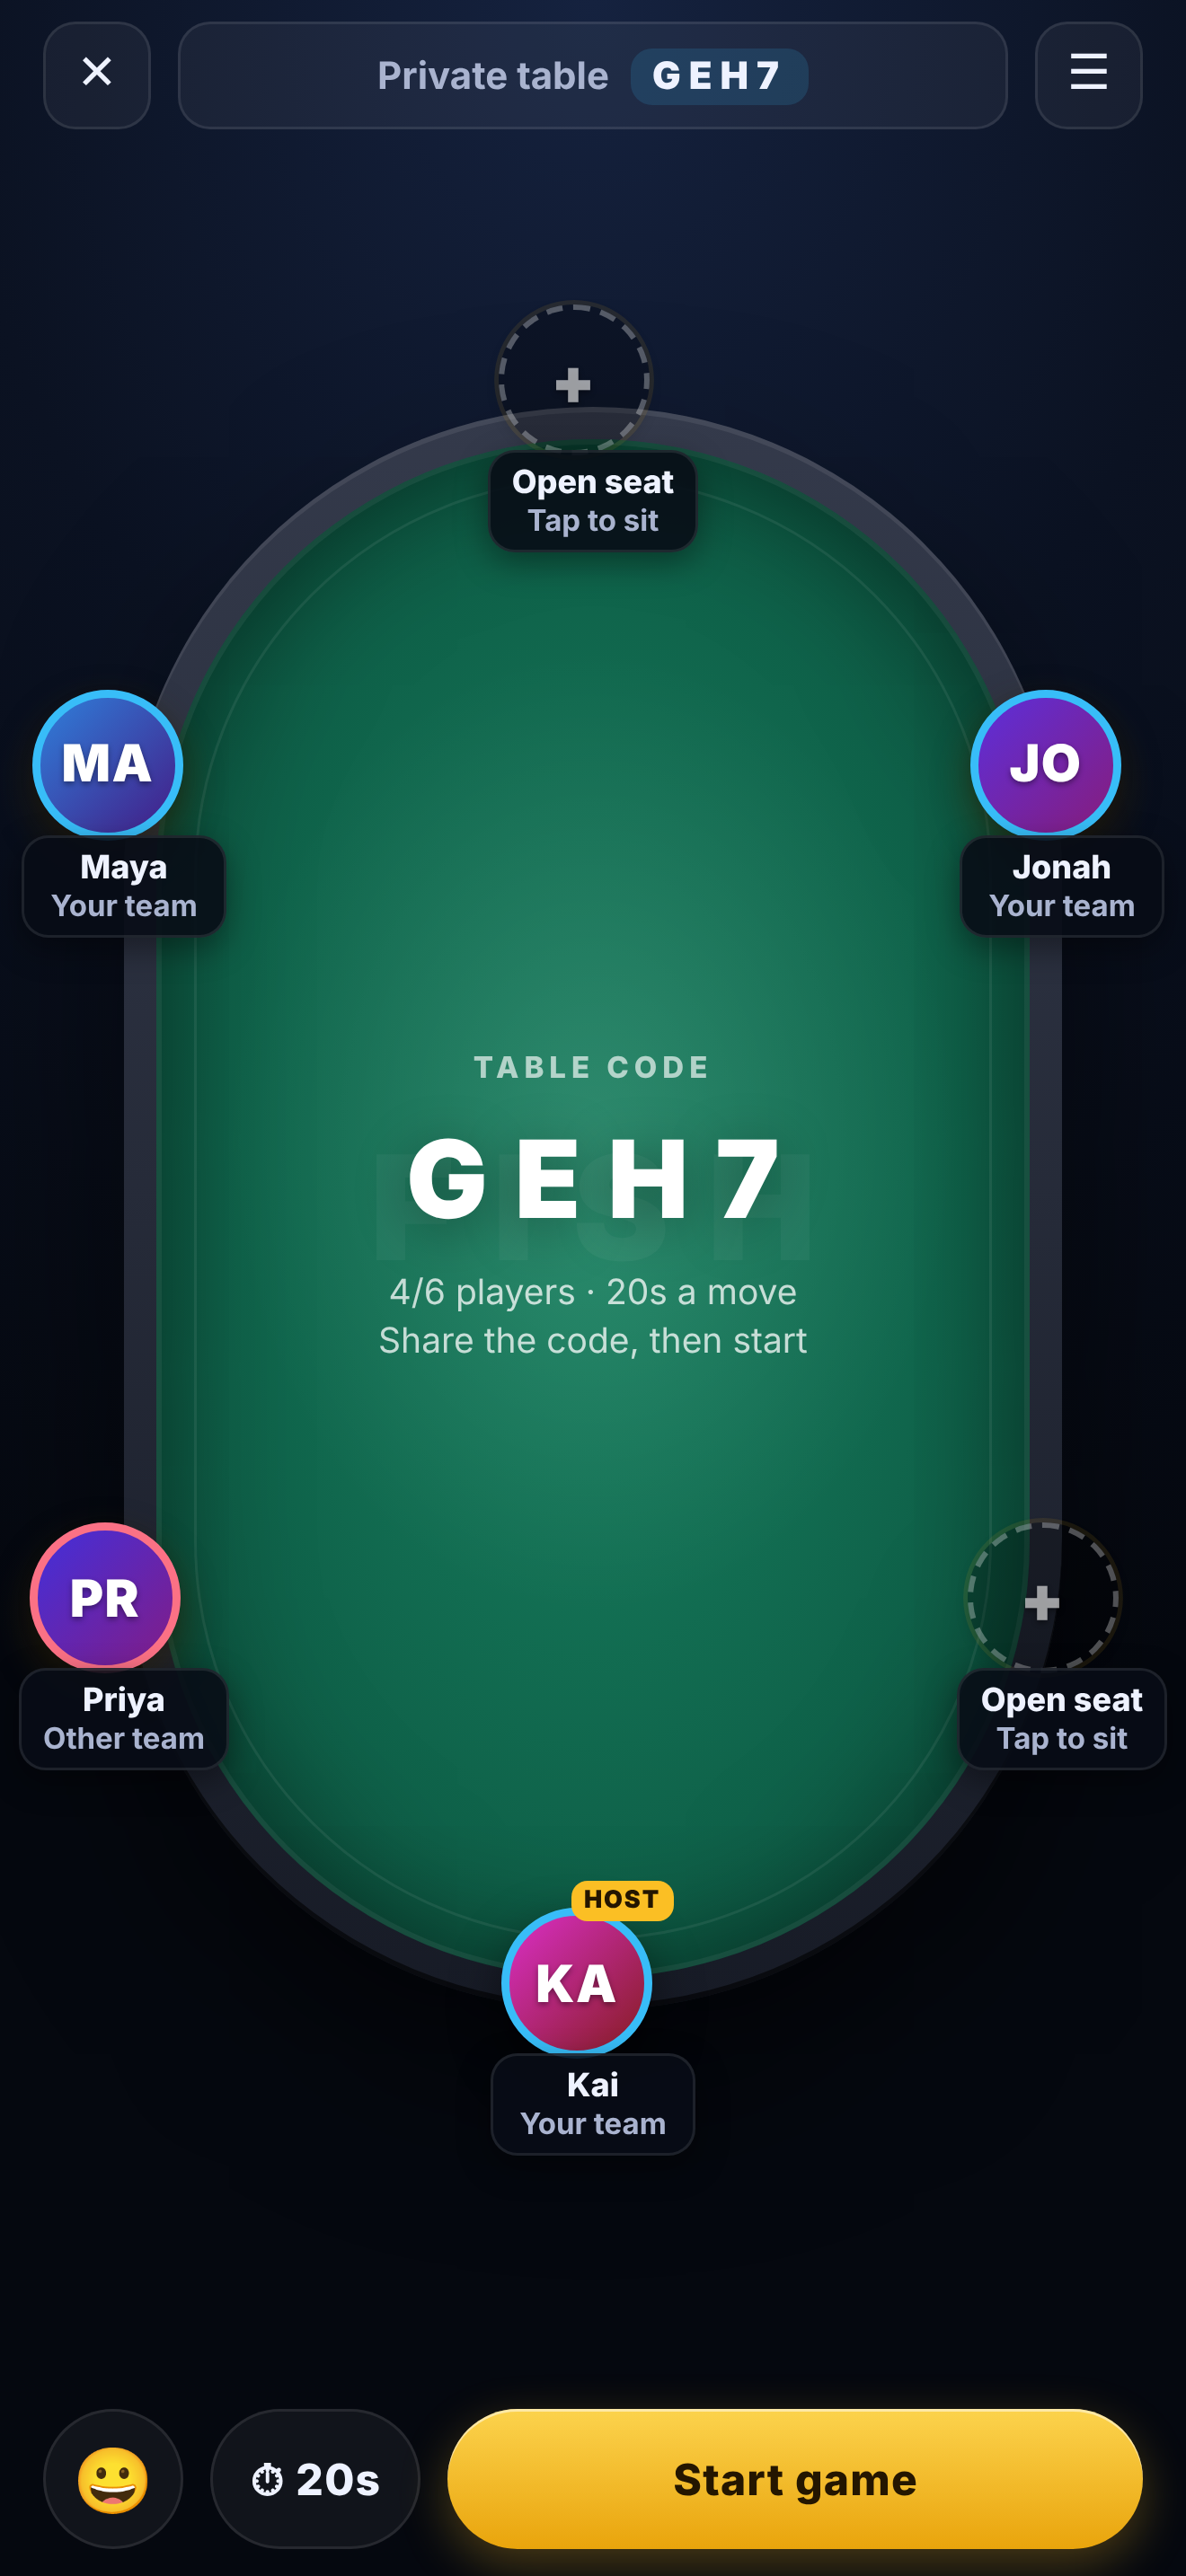 Private table GEH7
Open seat
Tap to sit
MA
Maya
Your team
JO
Jonah
Your team
TABLE CODE
GEH7
FISH
4/6 players · 20s a move
Share the code, then start
PR
Priya
Other team
Open seat
Tap to sit
HOST
KA
Kai
Your team
20s
Start game